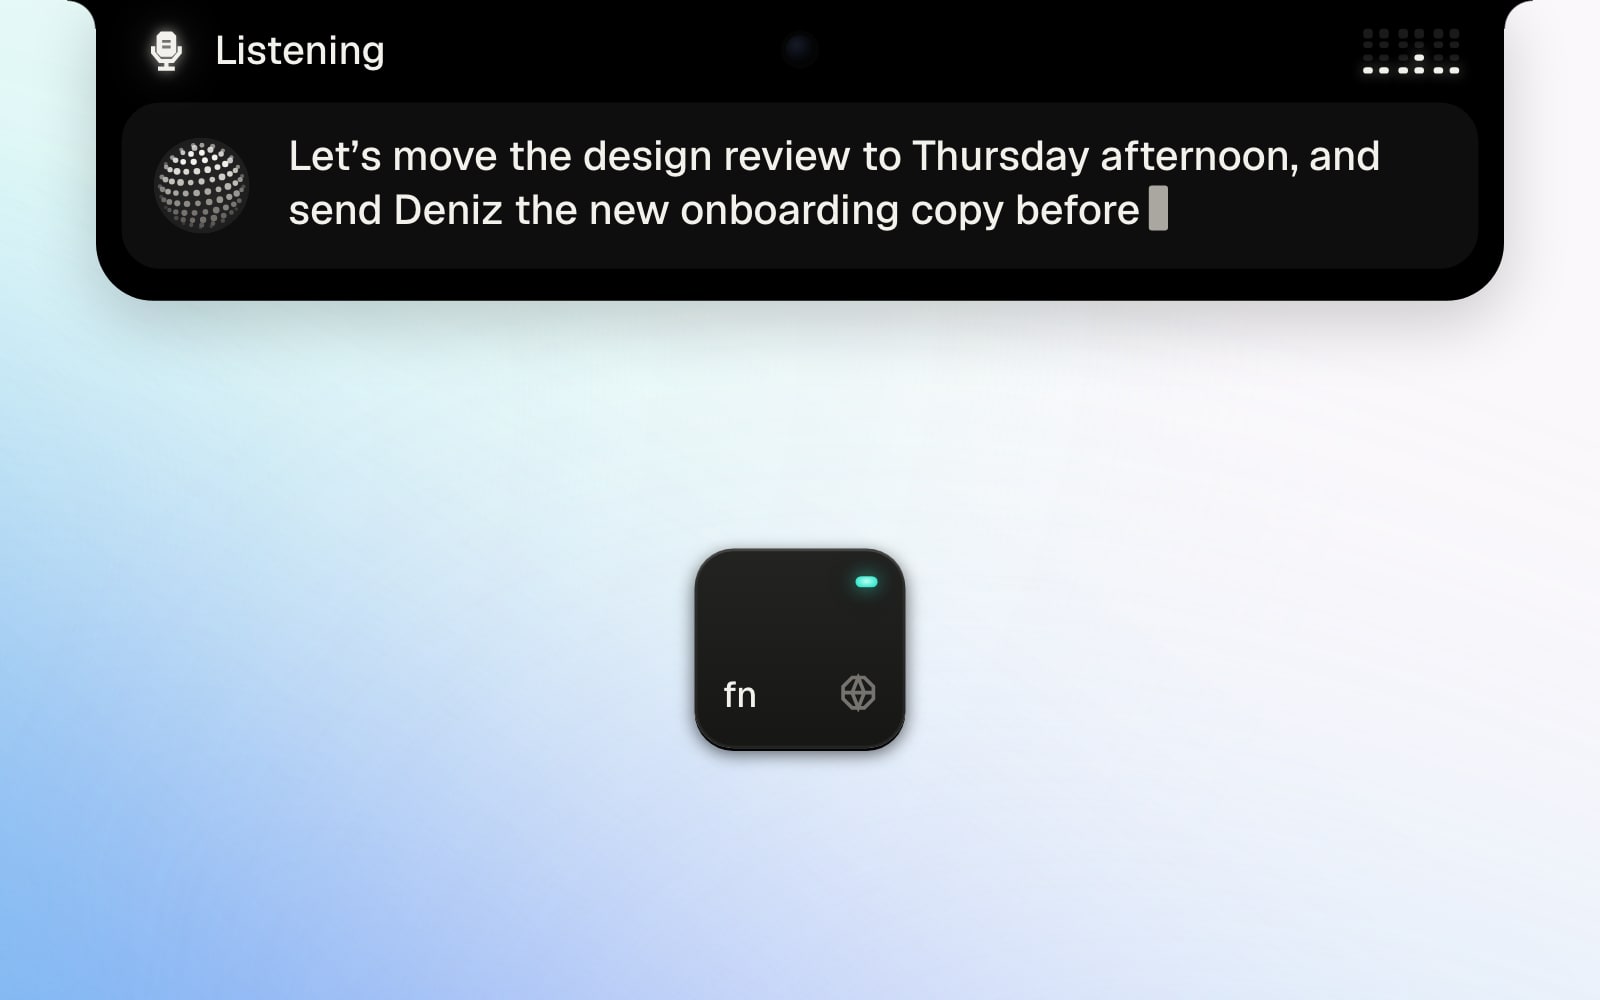 Listening
Let’s move the design review to Thursday afternoon, and
send Deniz the new onboarding copy before
fn